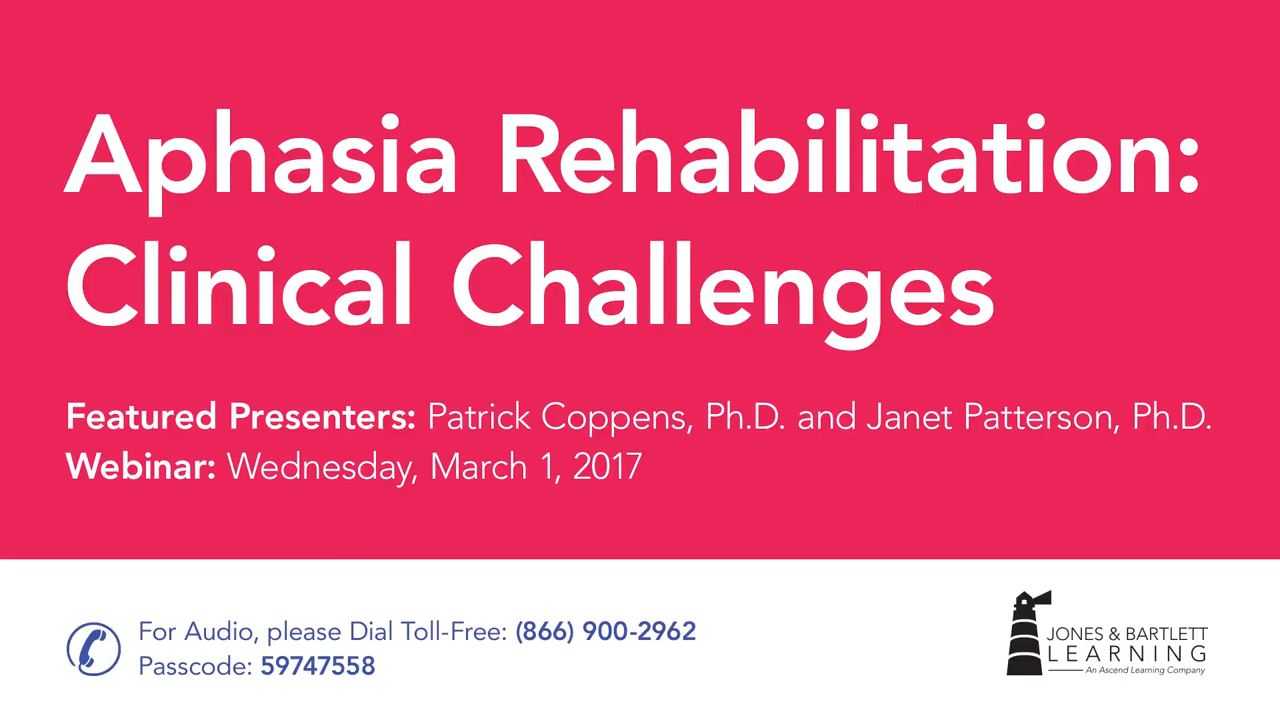 Aphasia Rehabilitation:
Clinical Challenges
Featured Presenters: Patrick Coppens, Ph.D. and Janet Patterson, Ph.D.
Webinar: Wednesday, March 1, 2017
For Audio, please Dial Toll-Free: (866) 900-2962
Passcode: 59747558
JONES & BARTLETT
LEARNING
An Ascend Learning Company